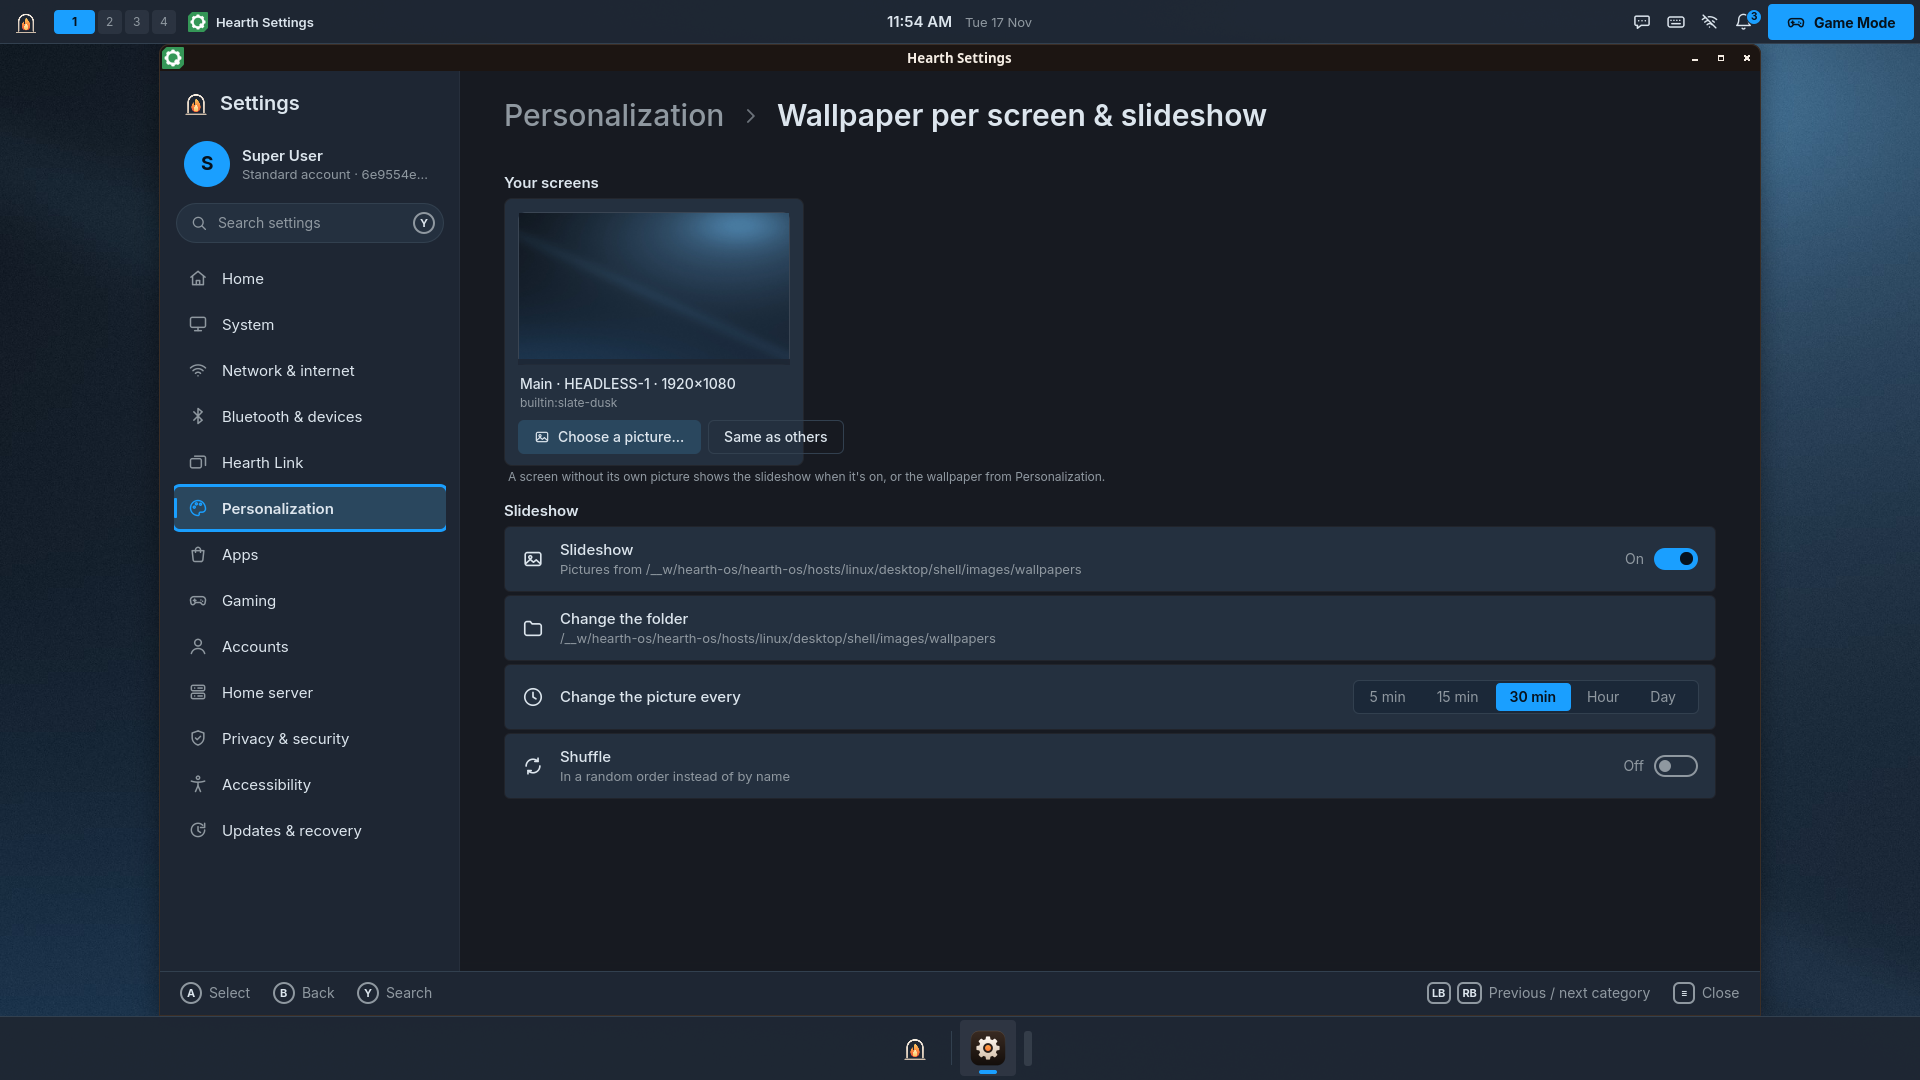 1 2 3 4 Hearth Settings
11:54 AM Tue 17 Nov
3
Game Mode
Hearth Settings
Settings
S
Super User
Standard account · 6e9554e...
Search settings Y
Home
System
Network & internet
Bluetooth & devices
Hearth Link
Personalization
Apps
Gaming
Accounts
Home server
Privacy & security
Accessibility
Updates & recovery
Personalization > Wallpaper per screen & slideshow
Your screens
Main · HEADLESS-1 · 1920×1080
builtin:slate-dusk
Choose a picture... Same as others
A screen without its own picture shows the slideshow when it's on, or the wallpaper from Personalization.
Slideshow
Slideshow
Pictures from /__w/hearth-os/hearth-os/hosts/linux/desktop/shell/images/wallpapers
On
Change the folder
/__w/hearth-os/hearth-os/hosts/linux/desktop/shell/images/wallpapers
Change the picture every
5 min 15 min 30 min Hour Day
Shuffle
In a random order instead of by name
Off
A Select B Back Y Search
LB RB Previous / next category Close